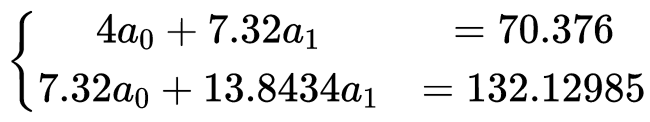 4a₀ + 7.32a₁ = 70.376
7.32a₀ + 13.8434a₁ = 132.12985